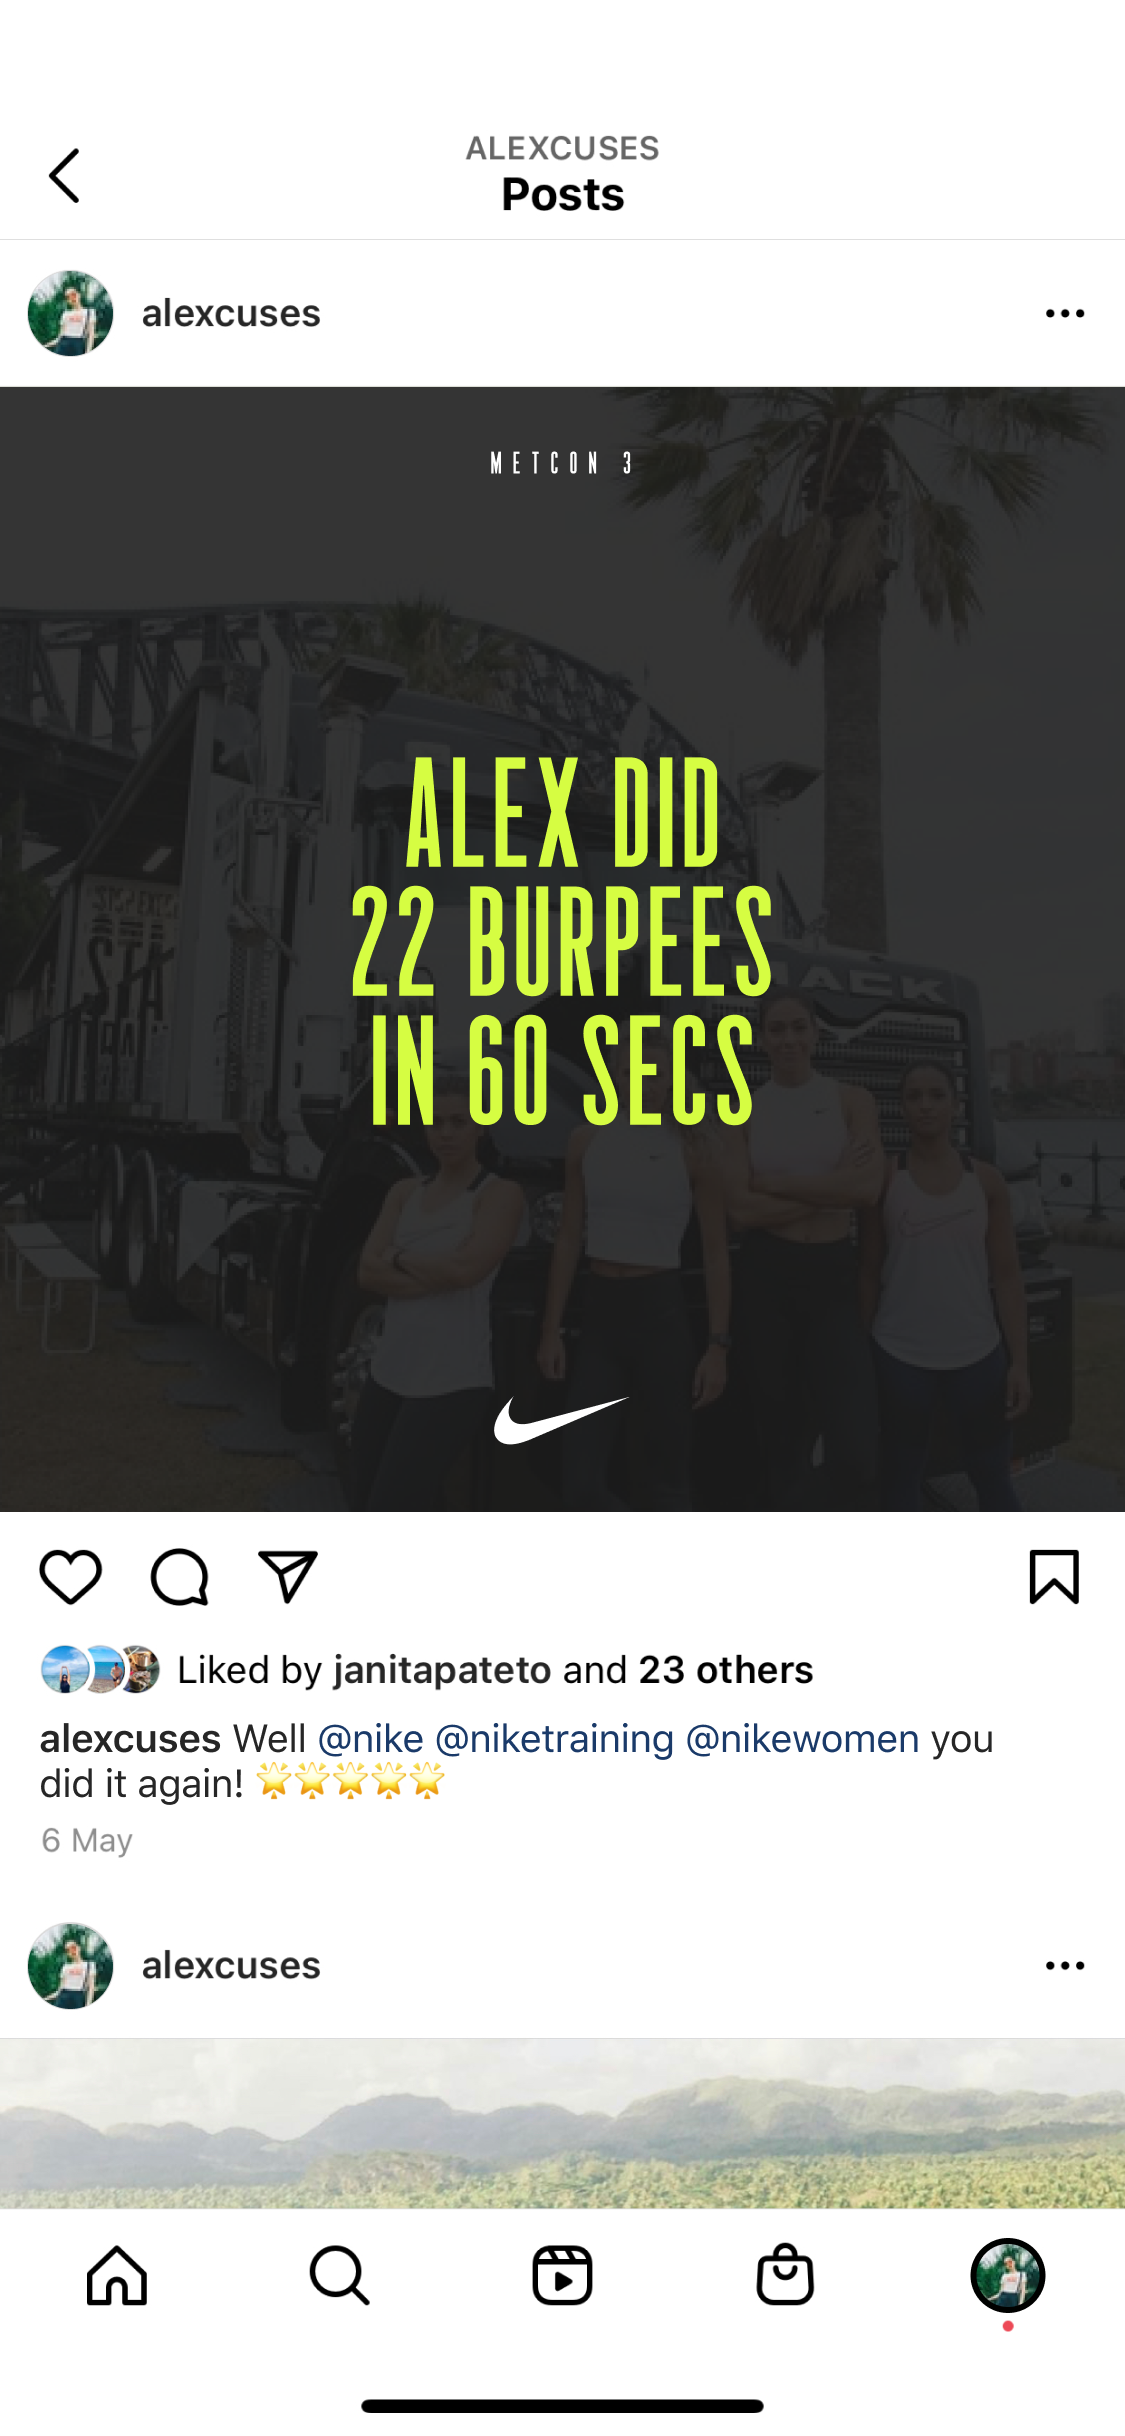 ALEXCUSES
Posts
alexcuses
METCON 3
ALEX DID
22 BURPEES
IN 60 SECS
MACK
Liked by janitapateto and 23 others
alexcuses Well @nike @niketraining @nikewomen you
did it again! 🌟🌟🌟🌟🌟
6 May
alexcuses